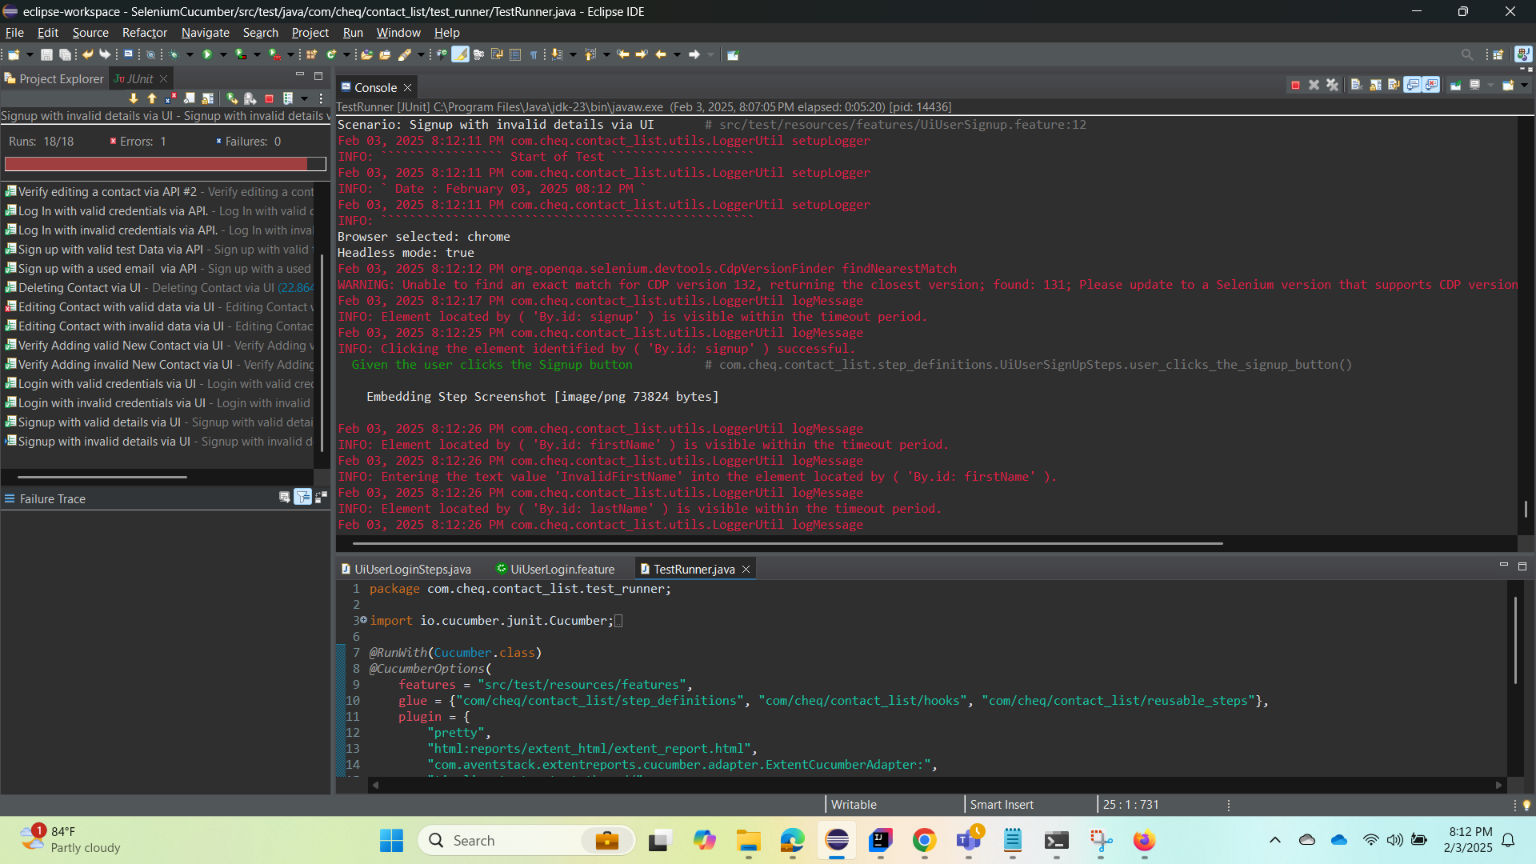 eclipse-workspace - SeleniumCucumber/src/test/java/com/cheq/contact_list/test_runner/TestRunner.java - Eclipse IDE
File Edit Source Refactor Navigate Search Project Run Window Help
Project Explorer
JUnit
Signup with invalid details via UI - Signup with invalid details v
Runs: 18/18
Errors: 1
Failures: 0
Verify editing a contact via API #2 - Verify editing a cont
Log In with valid credentials via API. - Log In with valid c
Log In with invalid credentials via API. - Log In with inva
Sign up with valid test Data via API - Sign up with valid
Sign up with a used email via API - Sign up with a used
Deleting Contact via UI - Deleting Contact via UI (22.864
Editing Contact with valid data via UI - Editing Contact
Editing Contact with invalid data via UI - Editing Contac
Verify Adding valid New Contact via UI - Verify Adding v
Verify Adding invalid New Contact via UI - Verify Adding
Login with valid credentials via UI - Login with valid cred
Login with invalid credentials via UI - Login with invalid
Signup with valid details via UI - Signup with valid detai
Signup with invalid details via UI - Signup with invalid d
Failure Trace
Console
TestRunner [JUnit] C:\Program Files\Java\jdk-23\bin\javaw.exe (Feb 3, 2025, 8:07:05 PM elapsed: 0:05:20) [pid: 14436]
Scenario: Signup with invalid details via UI # src/test/resources/features/UiUserSignup.feature:12
Feb 03, 2025 8:12:11 PM com.cheq.contact_list.utils.LoggerUtil setupLogger
INFO: ````````````````` Start of Test ````````````````````
Feb 03, 2025 8:12:11 PM com.cheq.contact_list.utils.LoggerUtil setupLogger
INFO: ` Date : February 03, 2025 08:12 PM `
Feb 03, 2025 8:12:11 PM com.cheq.contact_list.utils.LoggerUtil setupLogger
INFO: ````````````````````````````````````````````````````
Browser selected: chrome
Headless mode: true
Feb 03, 2025 8:12:12 PM org.openqa.selenium.devtools.CdpVersionFinder findNearestMatch
WARNING: Unable to find an exact match for CDP version 132, returning the closest version; found: 131; Please update to a Selenium version that supports CDP version
Feb 03, 2025 8:12:17 PM com.cheq.contact_list.utils.LoggerUtil logMessage
INFO: Element located by ( 'By.id: signup' ) is visible within the timeout period.
Feb 03, 2025 8:12:25 PM com.cheq.contact_list.utils.LoggerUtil logMessage
INFO: Clicking the element identified by ( 'By.id: signup' ) successful.
Given the user clicks the Signup button # com.cheq.contact_list.step_definitions.UiUserSignUpSteps.user_clicks_the_signup_button()
Embedding Step Screenshot [image/png 73824 bytes]
Feb 03, 2025 8:12:26 PM com.cheq.contact_list.utils.LoggerUtil logMessage
INFO: Element located by ( 'By.id: firstName' ) is visible within the timeout period.
Feb 03, 2025 8:12:26 PM com.cheq.contact_list.utils.LoggerUtil logMessage
INFO: Entering the text value 'InvalidFirstName' into the element located by ( 'By.id: firstName' ).
Feb 03, 2025 8:12:26 PM com.cheq.contact_list.utils.LoggerUtil logMessage
INFO: Element located by ( 'By.id: lastName' ) is visible within the timeout period.
Feb 03, 2025 8:12:26 PM com.cheq.contact_list.utils.LoggerUtil logMessage
UiUserLoginSteps.java UiUserLogin.feature TestRunner.java
1 package com.cheq.contact_list.test_runner;
2
3 import io.cucumber.junit.Cucumber;
6
7 @RunWith(Cucumber.class)
8 @CucumberOptions(
9 features = "src/test/resources/features",
10 glue = {"com/cheq/contact_list/step_definitions", "com/cheq/contact_list/hooks", "com/cheq/contact_list/reusable_steps"},
11 plugin = {
12 "pretty",
13 "html:reports/extent_html/extent_report.html",
14 "com.aventstack.extentreports.cucumber.adapter.ExtentCucumberAdapter:",
Writable
Smart Insert
25 : 1 : 731
1
84°F
Partly cloudy
Search
8:12 PM
2/3/2025